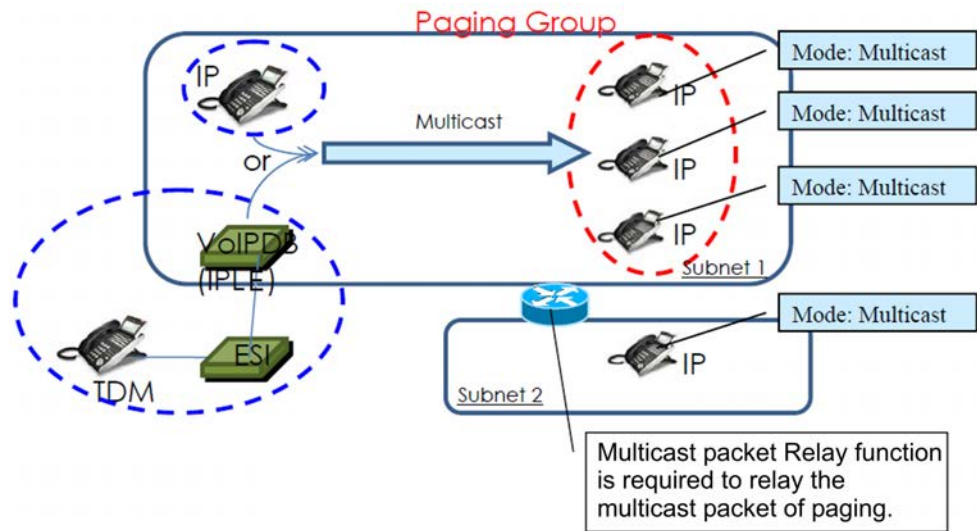 Paging Group
IP
or
Multicast
IP
IP
IP
Mode: Multicast
Mode: Multicast
Mode: Multicast
VoIPDB
(IPLE)
Subnet 1
TDM
ESI
IP
Mode: Multicast
Subnet 2
Multicast packet Relay function
is required to relay the
multicast packet of paging.